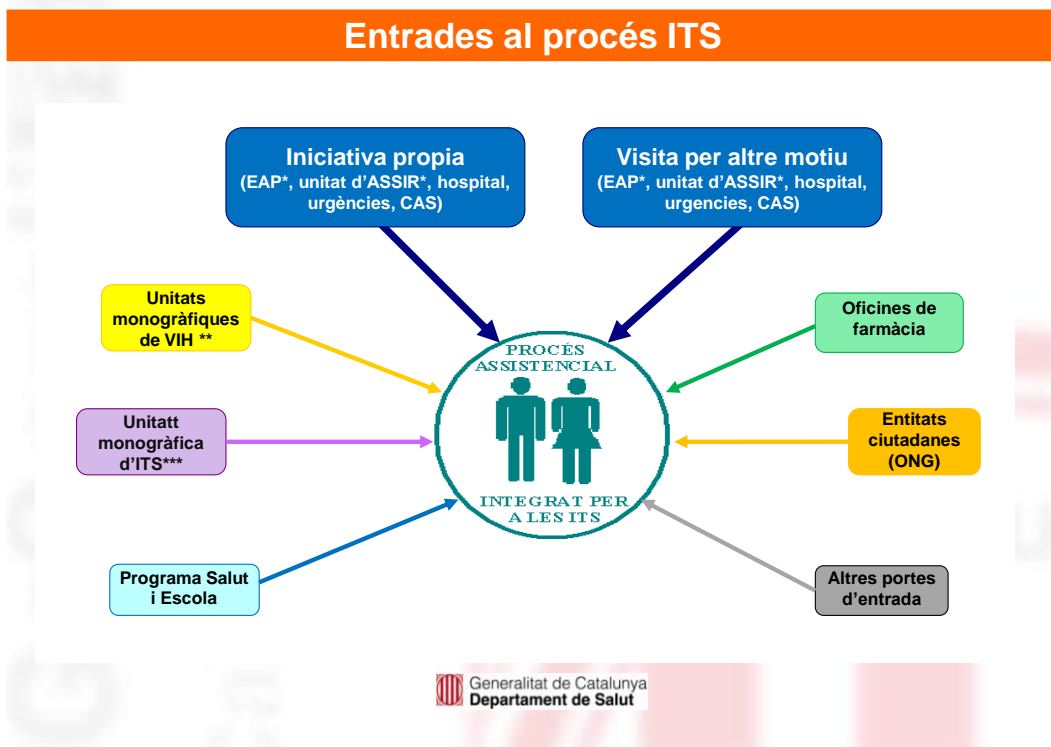 Entrades al procés ITS
Iniciativa propia
(EAP*, unitat d'ASSIR*, hospital,
urgències, CAS)
Visita per altre motiu
(EAP*, unitat d'ASSIR*, hospital,
urgencies, CAS)
Unitats
monogràfiques
de VIH **
Oficines de
farmàcia
PROCÉS
ASSISTENCIAL
Unitatt
monogràfica
d'ITS***
Entitats
ciutadanes
(ONG)
INTEGRAT PER
A LES ITS
Programa Salut
i Escola
Altres portes
d'entrada
Generalitat de Catalunya
Departament de Salut